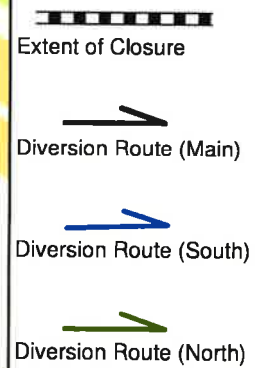 Extent of Closure
Diversion Route (Main)
Diversion Route (South)
Diversion Route (North)